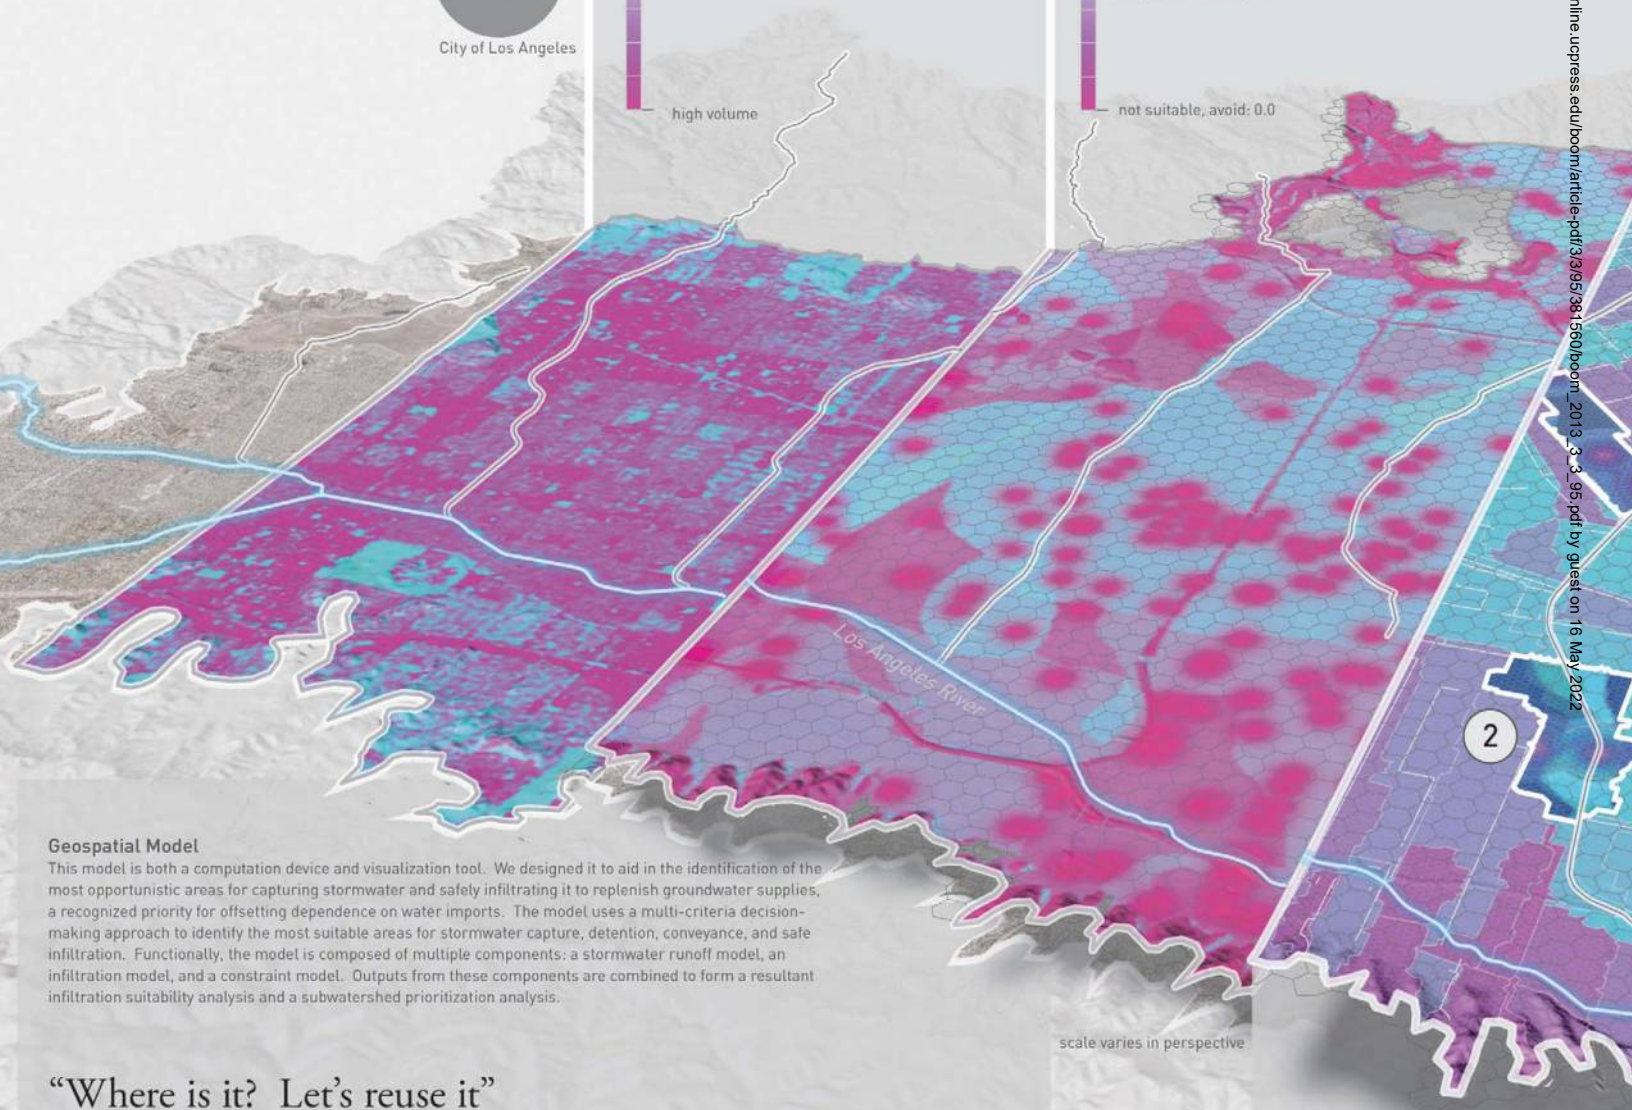 City of Los Angeles
high volume
not suitable, avoid: 0.0
Los Angeles River
2
Geospatial Model
This model is both a computation device and visualization tool. We designed it to aid in the identification of the
most opportunistic areas for capturing stormwater and safely infiltrating it to replenish groundwater supplies,
a recognized priority for offsetting dependence on water imports. The model uses a multi-criteria decision-
making approach to identify the most suitable areas for stormwater capture, detention, conveyance, and safe
infiltration. Functionally, the model is composed of multiple components: a stormwater runoff model, an
infiltration model, and a constraint model. Outputs from these components are combined to form a resultant
infiltration suitability analysis and a subwatershed prioritization analysis.
scale varies in perspective
“Where is it? Let’s reuse it”
nline.ucpress.edu/boom/article-pdf/3/3/95/381560/boom_2013_3_3_95.pdf by guest on 16 May 2022